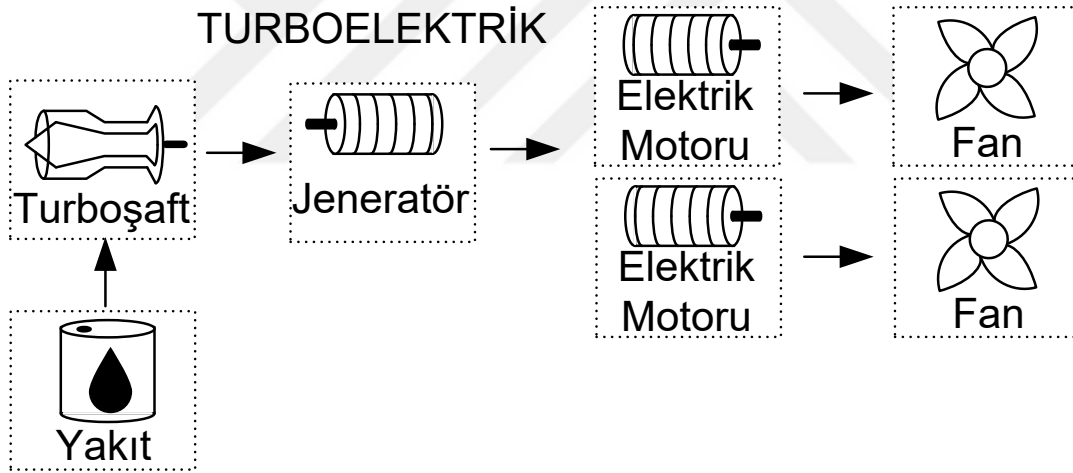 TURBOELEKTRİK
Turboşaft
Jeneratör
Elektrik
Motoru
Fan
Elektrik
Motoru
Fan
Yakıt